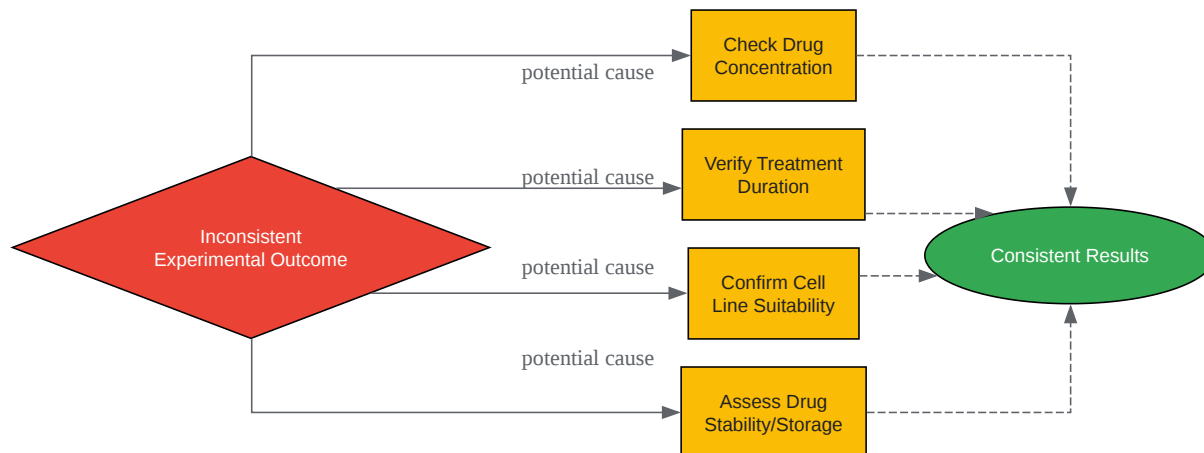 Check Drug
Concentration
potential cause
Verify Treatment
Duration
potential cause
Inconsistent
Experimental Outcome
Consistent Results
potential cause
Confirm Cell
Line Suitability
potential cause
Assess Drug
Stability/Storage